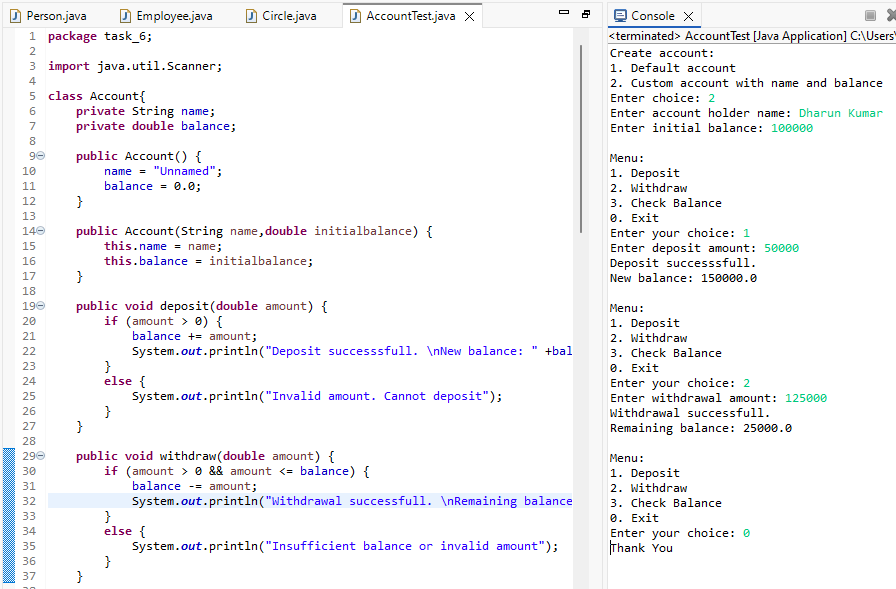 Person.java Employee.java Circle.java AccountTest.java
1 package task_6;
2
3 import java.util.Scanner;
4
5 class Account{
6 private String name;
7 private double balance;
8
9 public Account() {
10 name = "Unnamed";
11 balance = 0.0;
12 }
13
14 public Account(String name,double initialbalance) {
15 this.name = name;
16 this.balance = initialbalance;
17 }
18
19 public void deposit(double amount) {
20 if (amount > 0) {
21 balance += amount;
22 System.out.println("Deposit successsfull. \nNew balance: " +bal
23 }
24 else {
25 System.out.println("Invalid amount. Cannot deposit");
26 }
27 }
28
29 public void withdraw(double amount) {
30 if (amount > 0 && amount <= balance) {
31 balance -= amount;
32 System.out.println("Withdrawal successfull. \nRemaining balance
33 }
34 else {
35 System.out.println("Insufficient balance or invalid amount");
36 }
37 }
Console
<terminated> AccountTest [Java Application] C:\Users\
Create account:
1. Default account
2. Custom account with name and balance
Enter choice: 2
Enter account holder name: Dharun Kumar
Enter initial balance: 100000

Menu:
1. Deposit
2. Withdraw
3. Check Balance
0. Exit
Enter your choice: 1
Enter deposit amount: 50000
Deposit successsfull.
New balance: 150000.0

Menu:
1. Deposit
2. Withdraw
3. Check Balance
0. Exit
Enter your choice: 2
Enter withdrawal amount: 125000
Withdrawal successfull.
Remaining balance: 25000.0

Menu:
1. Deposit
2. Withdraw
3. Check Balance
0. Exit
Enter your choice: 0
Thank You